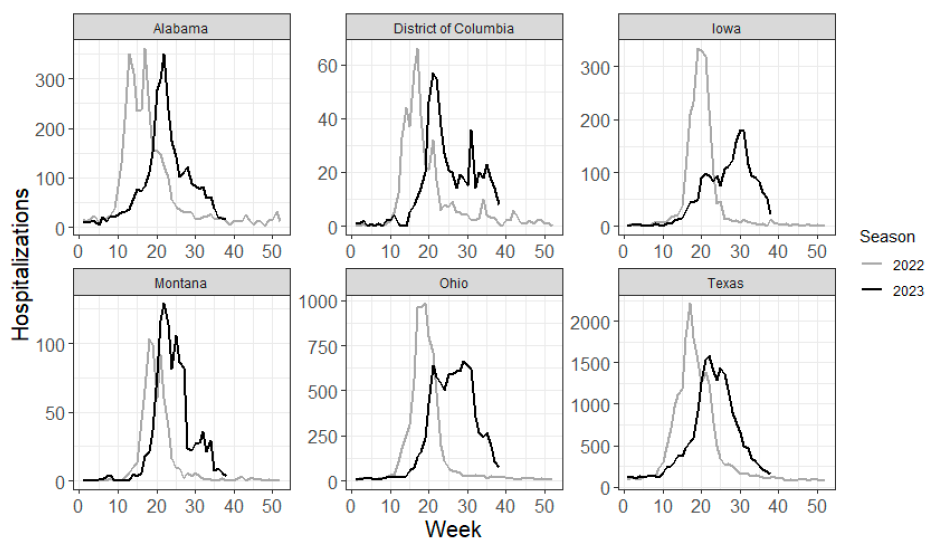 Alabama
District of Columbia
Iowa
300
200
100
0
0 10 20 30 40 50
60
40
20
0
0 10 20 30 40 50
300
200
100
0
0 10 20 30 40 50
Montana
Ohio
Texas
100
50
0
0 10 20 30 40 50
1000
750
500
250
0
0 10 20 30 40 50
2000
1500
1000
500
0
0 10 20 30 40 50
Hospitalizations
Week
Season
2022
2023